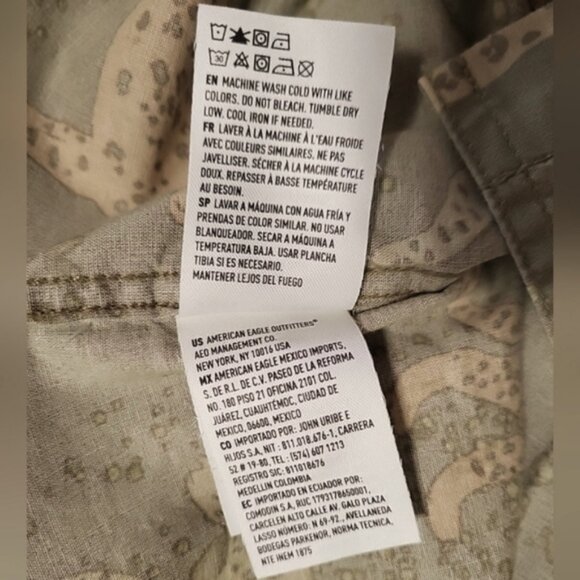 30
EN MACHINE WASH COLD WITH LIKE
COLORS. DO NOT BLEACH. TUMBLE DRY
LOW. COOL IRON IF NEEDED.
FR LAVER À LA MACHINE À L'EAU FROIDE
AVEC COULEURS SIMILAIRES. NE PAS
JAVELLISER. SÉCHER À LA MACHINE CYCLE
DOUX. REPASSER À BASSE TEMPÉRATURE
AU BESOIN.
SP LAVAR A MÁQUINA CON AGUA FRÍA Y
PRENDAS DE COLOR SIMILAR. NO USAR
BLANQUEADOR. SECAR A MÁQUINA A
TEMPERATURA BAJA. USAR PLANCHA
TIBIA SI ES NECESARIO.
MANTENER LEJOS DEL FUEGO
US AMERICAN EAGLE OUTFITTERS®
AEO MANAGEMENT CO.
NEW YORK, NY 10016 USA
MX AMERICAN EAGLE MEXICO IMPORTS,
S. DE R.L. DE C.V. PASEO DE LA REFORMA
NO. 180 PISO 21 OFICINA 2101 COL.
JUÁREZ, CUAUHTÉMOC, CIUDAD DE
MÉXICO, 06600, MEXICO
CO IMPORTADO POR: JOHN URIBE E
HIJOS S.A, NIT : 811.018.676-1, CARRERA
52 # 19-80, TEL: (574) 607 1213
REGISTRO SIC: 811018676
MEDELLIN COLOMBIA
EC IMPORTADO EN ECUADOR POR:
COMODIN S.A, RUC 1793178650001,
CARCELEN ALTO CALLE AV. GALO PLAZA
LASSO NÚMERO: N 69-92 , AVELLANEDA
BODEGAS PARKENOR, NORMA TECNICA,
NTE INEM 1875